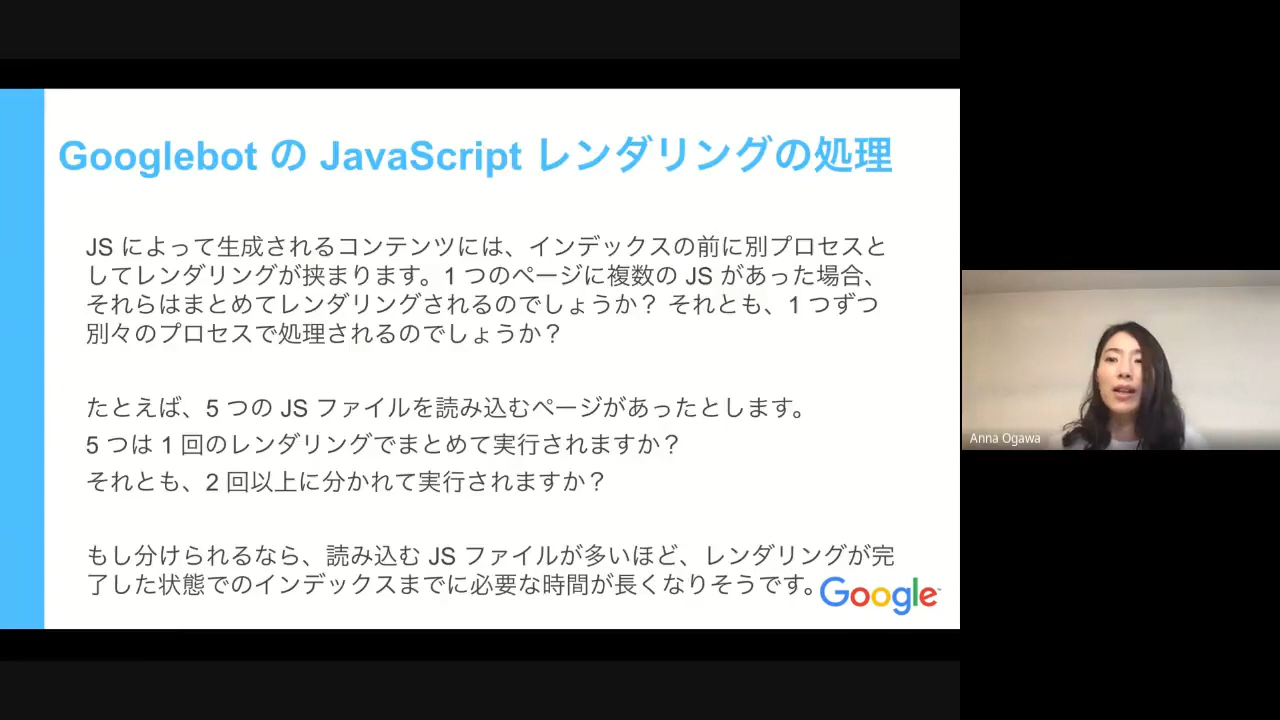 Googlebot の JavaScript レンダリングの処理
JS によって生成されるコンテンツには、インデックスの前に別プロセスと
してレンダリングが挟まります。1 つのページに複数の JS があった場合、
それらはまとめてレンダリングされるのでしょうか？ それとも、1 つずつ
別々のプロセスで処理されるのでしょうか？
たとえば、5 つの JS ファイルを読み込むページがあったとします。
5 つは 1 回のレンダリングでまとめて実行されますか？
それとも、2 回以上に分かれて実行されますか？
もし分けられるなら、読み込む JS ファイルが多いほど、レンダリングが完
了した状態でのインデックスまでに必要な時間が長くなりそうです。
Google
Anna Ogawa